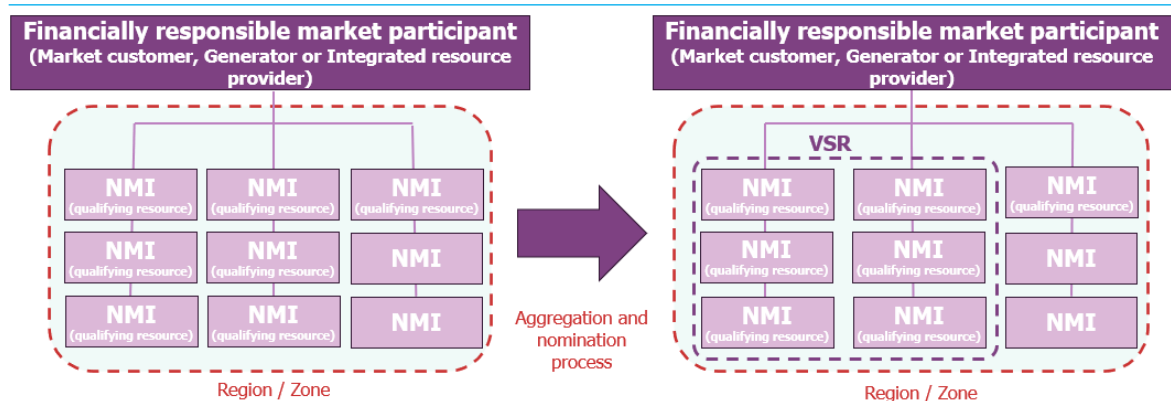 Financially responsible market participant
(Market customer, Generator or Integrated resource
provider)
NMI
(qualifying resource)
NMI
(qualifying resource)
NMI
(qualifying resource)
NMI
(qualifying resource)
NMI
(qualifying resource)
NMI
NMI
(qualifying resource)
NMI
(qualifying resource)
NMI
Region / Zone
Aggregation and
nomination
process
Financially responsible market participant
(Market customer, Generator or Integrated resource
provider)
VSR
NMI
(qualifying resource)
NMI
(qualifying resource)
NMI
(qualifying resource)
NMI
(qualifying resource)
NMI
(qualifying resource)
NMI
NMI
(qualifying resource)
NMI
(qualifying resource)
NMI
Region / Zone